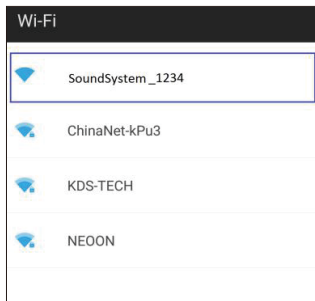 Wi-Fi
SoundSystem_1234
ChinaNet-kPu3
KDS-TECH
NEOON